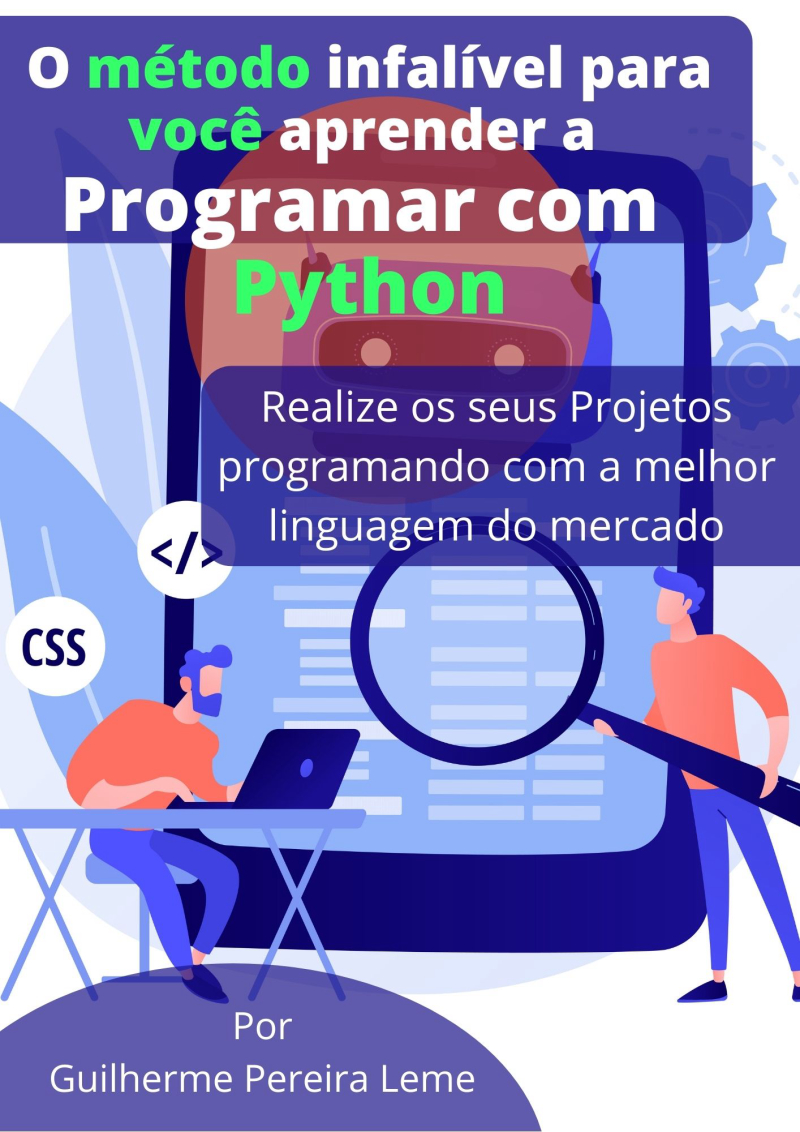 O método infalível para
você aprender a
Programar com
Python
Realize os seus Projetos
programando com a melhor
linguagem do mercado
</>
CSS
Por
Guilherme Pereira Leme